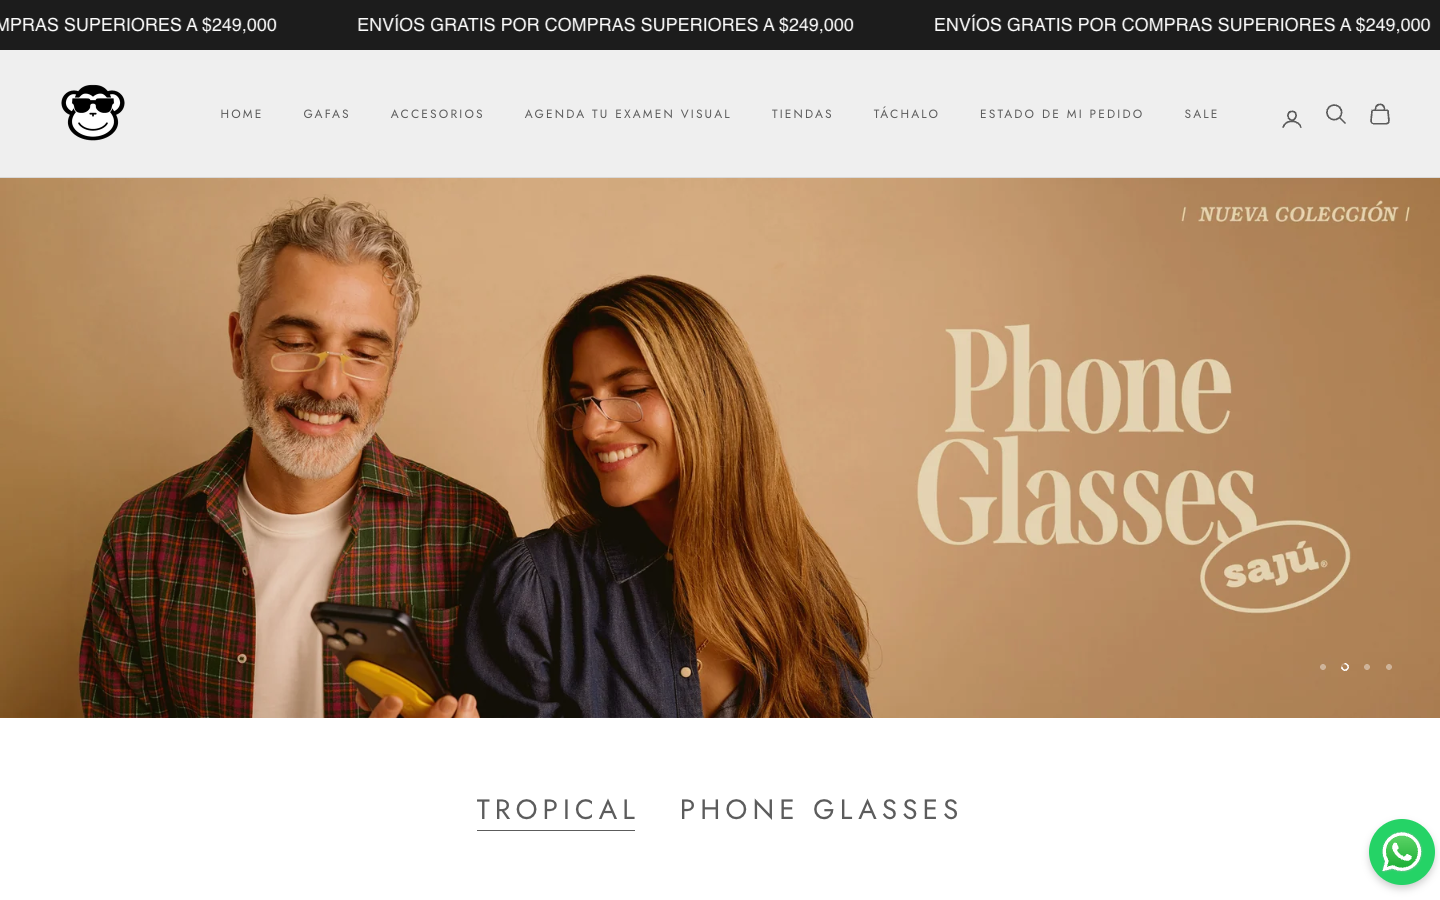 MPRAS SUPERIORES A $249,000 ENVÍOS GRATIS POR COMPRAS SUPERIORES A $249,000 ENVÍOS GRATIS POR COMPRAS SUPERIORES A $249,000
HOME GAFAS ACCESORIOS AGENDA TU EXAMEN VISUAL TIENDAS TÁCHALO ESTADO DE MI PEDIDO SALE
| NUEVA COLECCIÓN |
Phone
Glasses
sajú®
TROPICAL PHONE GLASSES